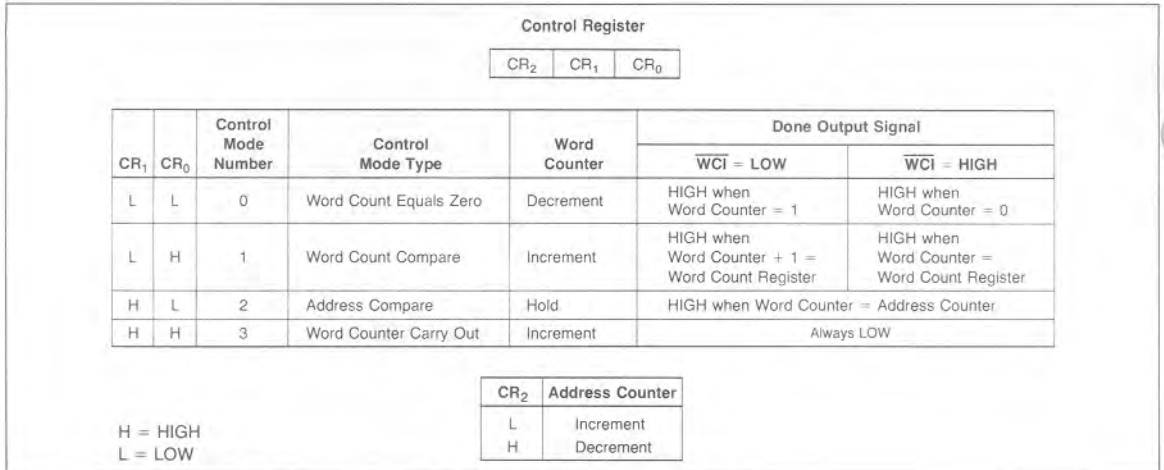 Control Register
CR2 CR1 CR0
Control Mode Number Control Mode Type Word Counter Done Output Signal
CR1 CR0 W̅C̅I̅ = LOW W̅C̅I̅ = HIGH
L L 0 Word Count Equals Zero Decrement HIGH when Word Counter = 1 HIGH when Word Counter = 0
L H 1 Word Count Compare Increment HIGH when Word Counter + 1 = Word Count Register HIGH when Word Counter = Word Count Register
H L 2 Address Compare Hold HIGH when Word Counter = Address Counter
H H 3 Word Counter Carry Out Increment Always LOW
CR2 Address Counter
L Increment
H Decrement
H = HIGH
L = LOW